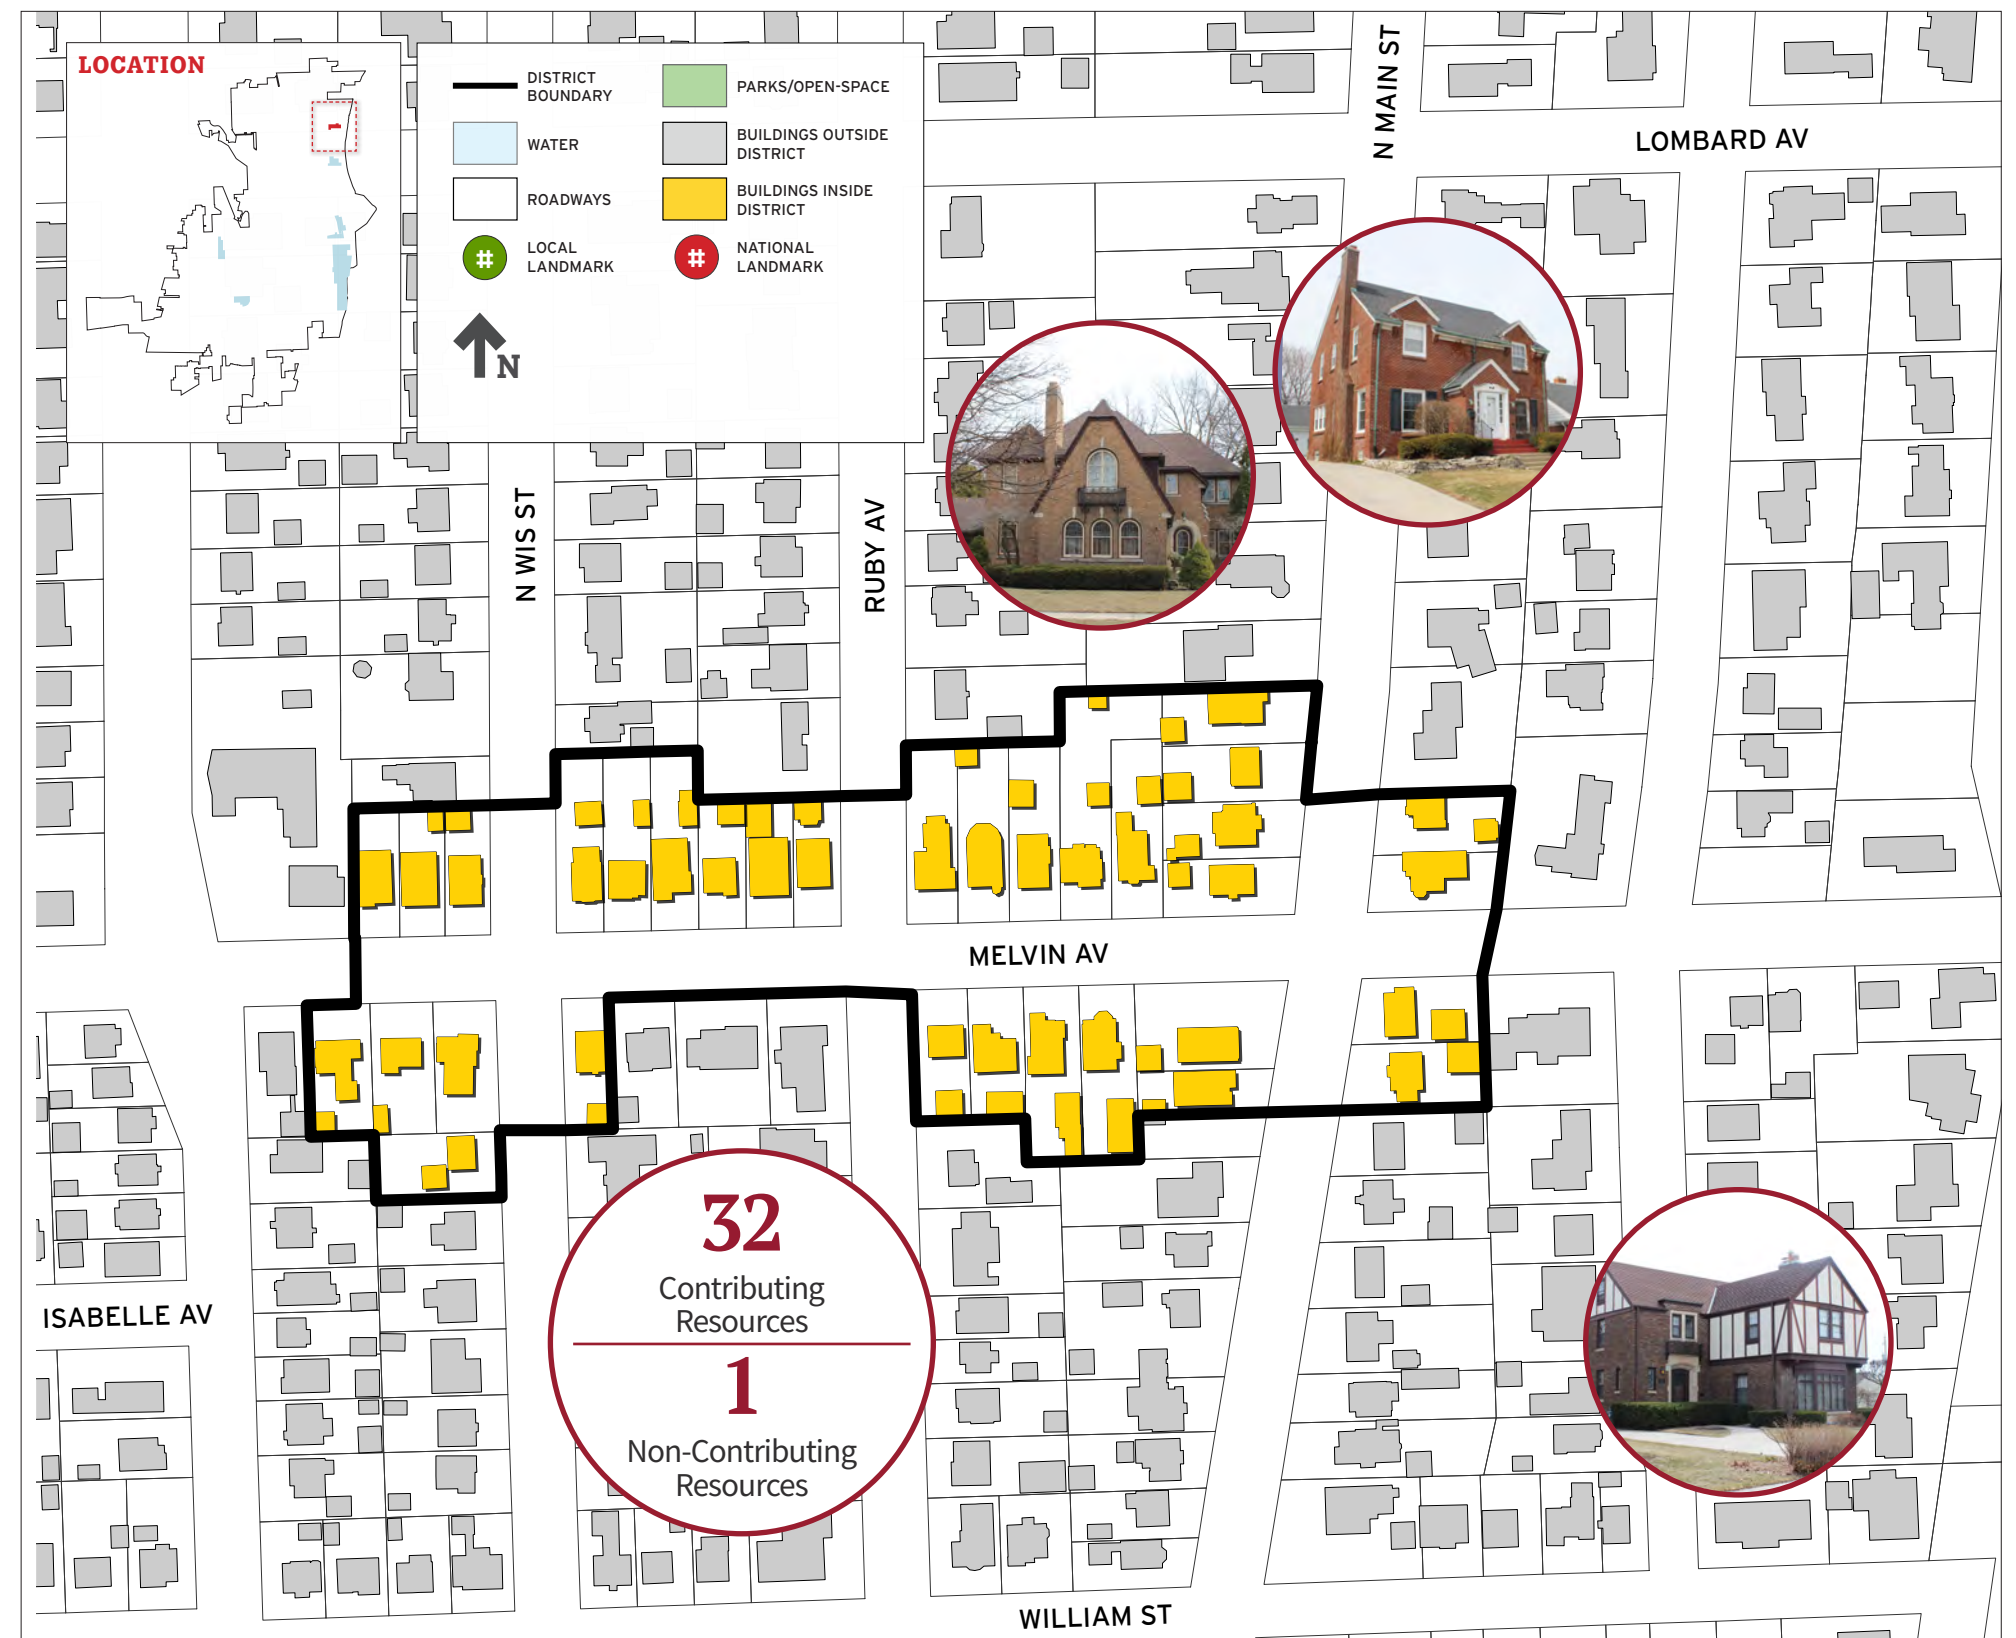 LOCATION
DISTRICT
BOUNDARY
PARKS/OPEN-SPACE
WATER
BUILDINGS OUTSIDE
DISTRICT
ROADWAYS
BUILDINGS INSIDE
DISTRICT
#
LOCAL
LANDMARK
#
NATIONAL
LANDMARK
N
N MAIN ST
LOMBARD AV
N WIS ST
RUBY AV
MELVIN AV
32
Contributing
Resources
1
Non-Contributing
Resources
ISABELLE AV
WILLIAM ST